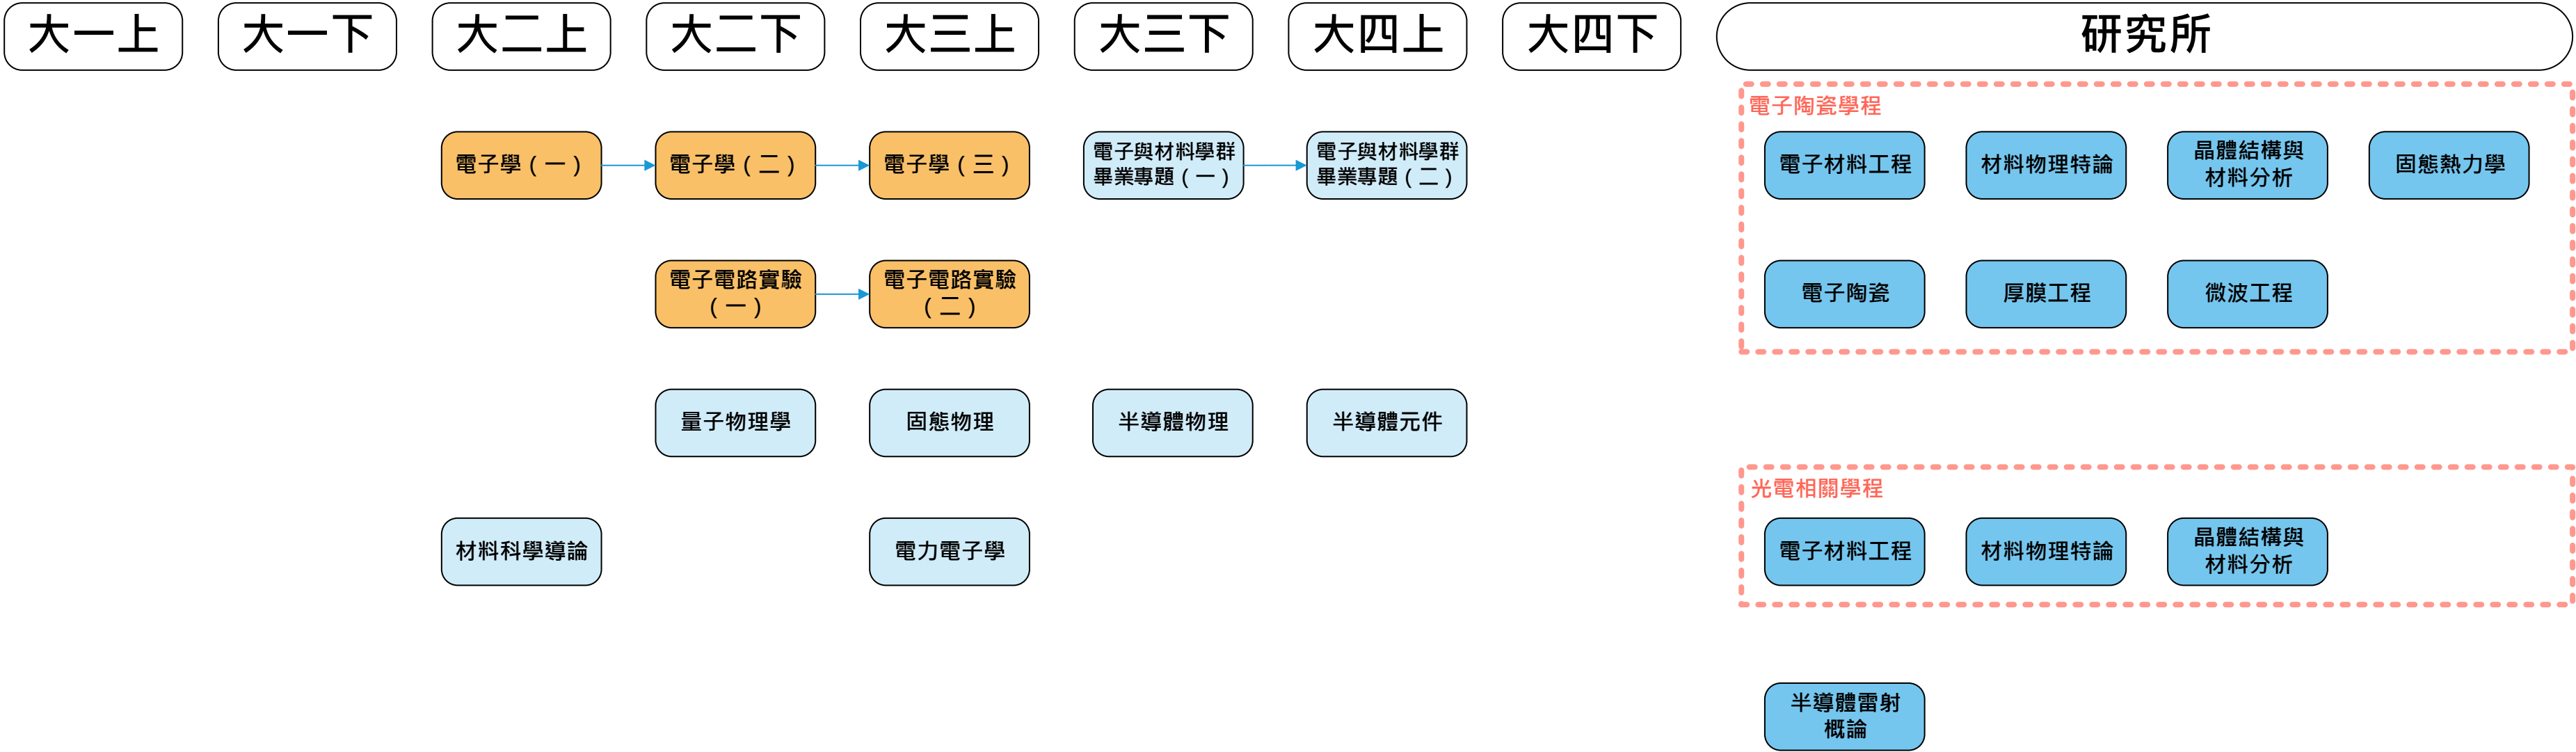 大一上
大一下
大二上
大二下
大三上
大三下
大四上
大四下
研究所
電子陶瓷學程
電子學(一)
電子學(二)
電子學(三)
電子與材料學群
畢業專題(一)
電子與材料學群
畢業專題(二)
電子材料工程
材料物理特論
晶體結構與
材料分析
固態熱力學
電子電路實驗
(一)
電子電路實驗
(二)
電子陶瓷
厚膜工程
微波工程
量子物理學
固態物理
半導體物理
半導體元件
光電相關學程
材料科學導論
電力電子學
電子材料工程
材料物理特論
晶體結構與
材料分析
半導體雷射
概論